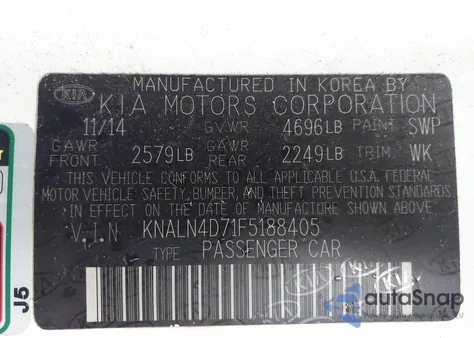 MANUFACTURED IN KOREA BY
KIA KIA MOTORS CORPORATION
11/14 GVWR 4696LB PAINT SWP
GAWR FRONT 2579LB GAWR REAR 2249LB TRIM WK
THIS VEHICLE CONFORMS TO ALL APPLICABLE U.S.A. FEDERAL
MOTOR VEHICLE SAFETY, BUMPER, AND THEFT PREVENTION STANDARDS
IN EFFECT ON THE DATE OF MANUFACTURE SHOWN ABOVE.
V.I.N KNALN4D71F5188405
TYPE PASSENGER CAR
J5
autoSnap